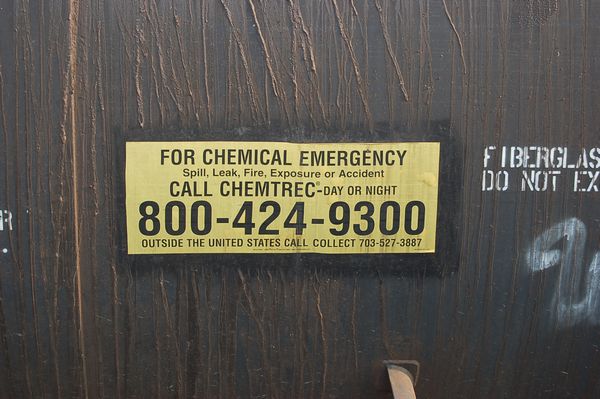 FOR CHEMICAL EMERGENCY
Spill, Leak, Fire, Exposure or Accident
CALL CHEMTREC®-DAY OR NIGHT
800-424-9300
OUTSIDE THE UNITED STATES CALL COLLECT 703-527-3887
FIBERGLAS
DO NOT EX
R